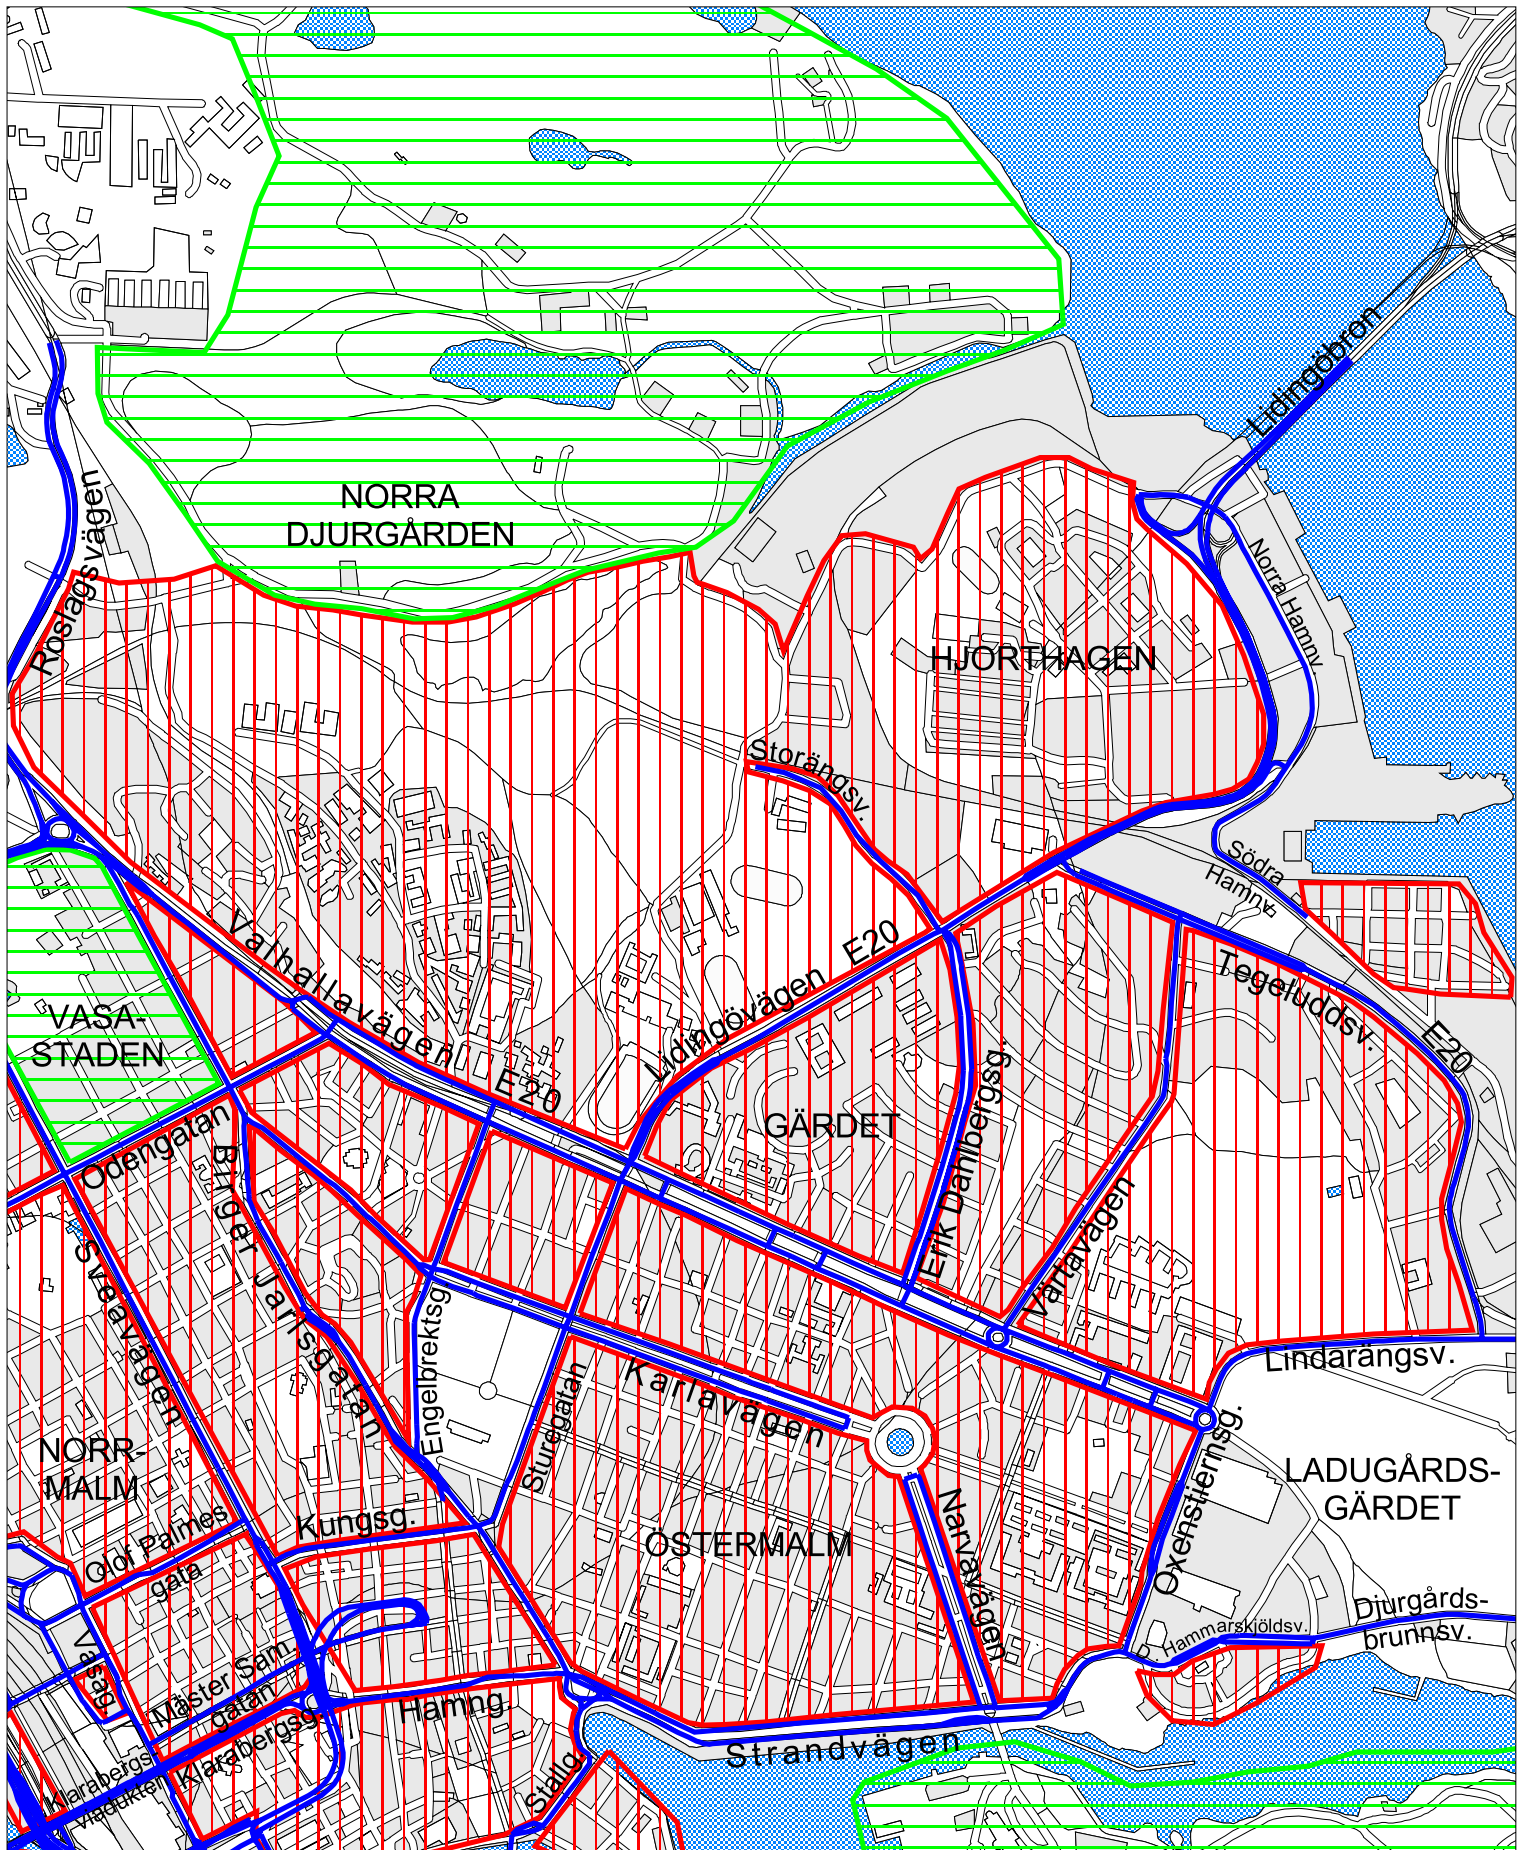 Lidingöbron
NORRA
DJURGÅRDEN
Roslagsvägen
Norra Hamnv.
HJORTHAGEN
Storängsv.
Södra
Hamnv.
Valhallavägen E20
Lidingövägen E20
Tegeluddsv. E20
VASA-
STADEN
Odengatan
GÄRDET
Erik Dahlbergsg.
Värtavägen
Birger Jarlsgatan
Sveavägen
Engelbrektsg.
Sturegatan
Karlavägen
Lindarängsv.
NORR-
MALM
LADUGÅRDS-
GÄRDET
Oxenstiernsg.
Olof Palmes
gata
Kungsg.
ÖSTERMALM
Narvavägen
Djurgårds-
brunnsv.
D. Hammarskjöldsv.
Vasag.
Mäster Sam.
gatan
Hamng.
Klarabergsg.
Strandvägen
Klarabergs-
viadukten
Stallg.